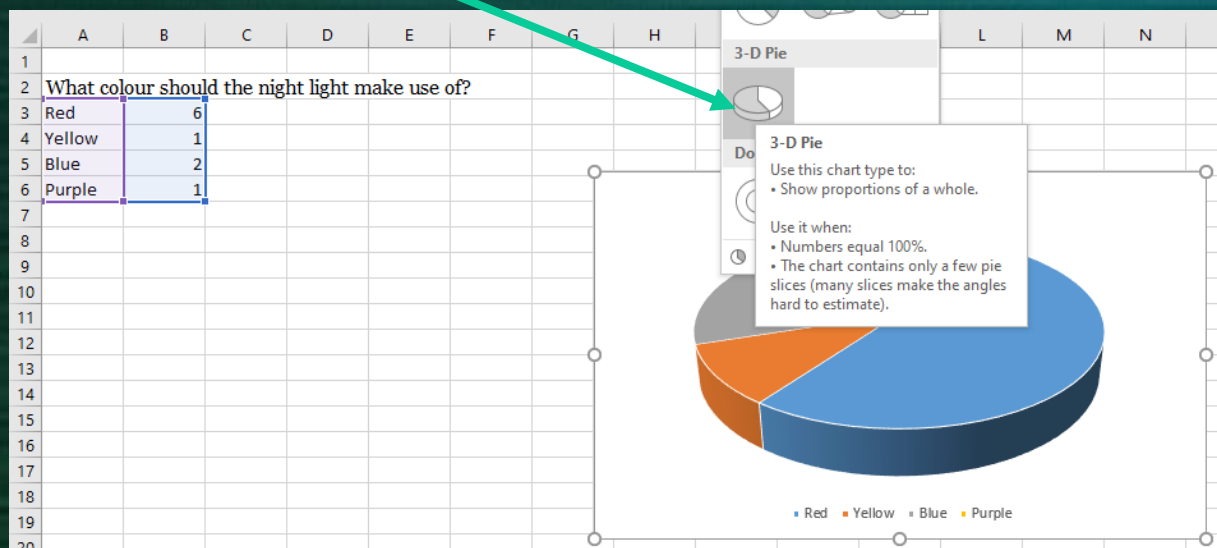 A B C D E F G H L M N
3-D Pie
1
2 What colour should the night light make use of?
3 Red 6
4 Yellow 1
5 Blue 2
6 Purple 1
7
8
9
10
11
12
13
14
15
16
17
18
19
20
Do
3-D Pie
Use this chart type to:
• Show proportions of a whole.
Use it when:
• Numbers equal 100%.
• The chart contains only a few pie
slices (many slices make the angles
hard to estimate).
Red Yellow Blue Purple